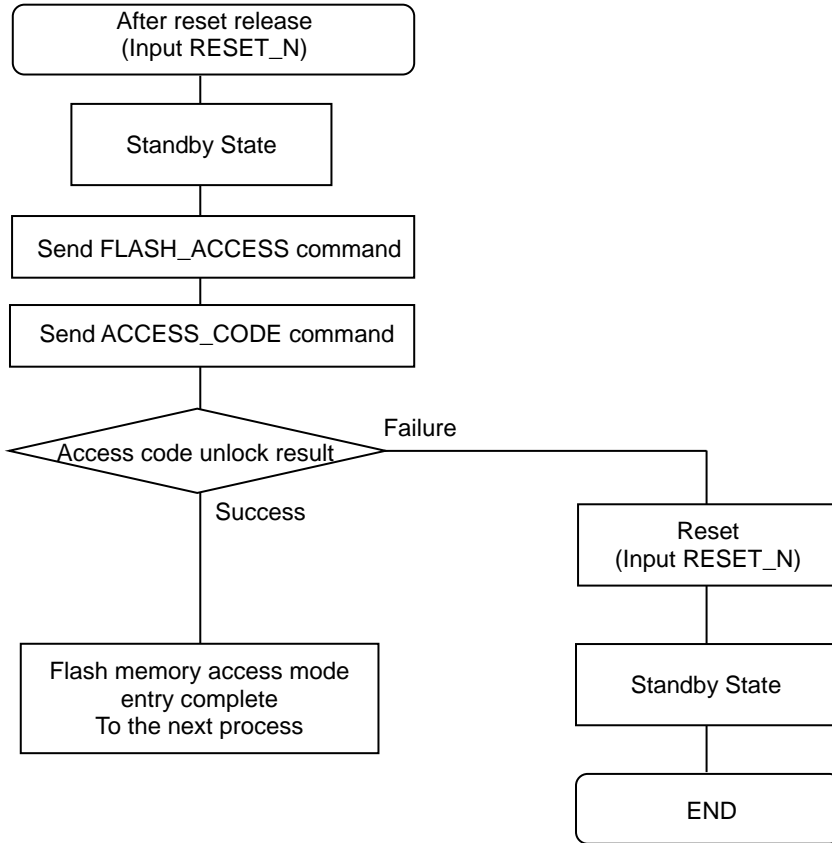 After reset release
(Input RESET_N)
Standby State
Send FLASH_ACCESS command
Send ACCESS_CODE command
Access code unlock result
Failure
Success
Reset
(Input RESET_N)
Flash memory access mode
entry complete
To the next process
Standby State
END